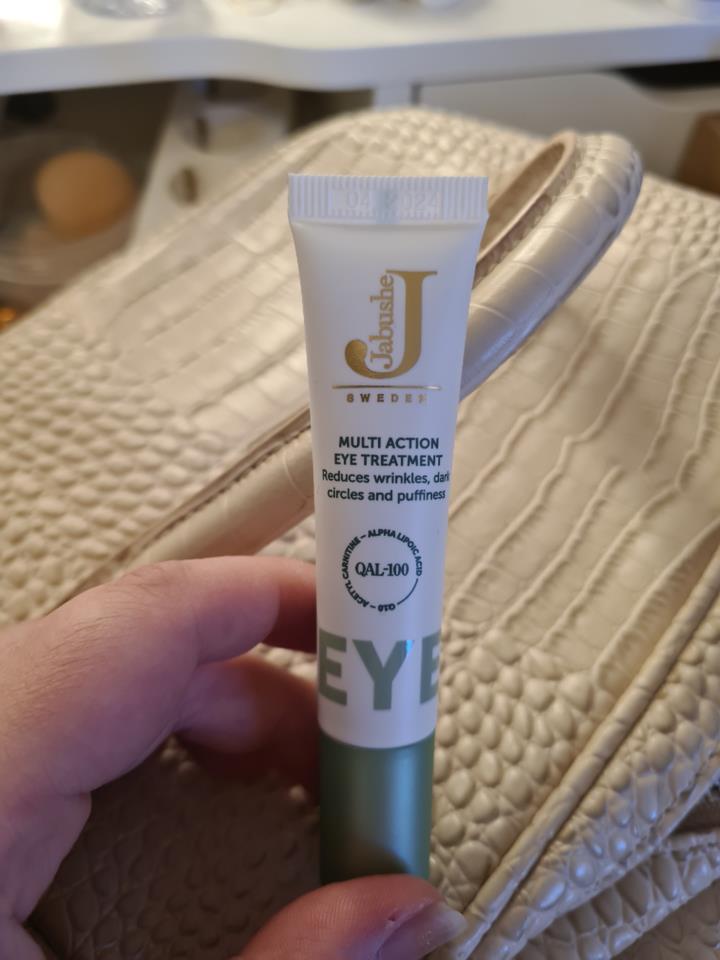 04 2024
Jabushe
J
SWEDEN
MULTI ACTION
EYE TREATMENT
Reduces wrinkles, dark
circles and puffiness
Q10 – ACETYL CARNITINE – ALPHA LIPOIC ACID
QAL-100
EYE